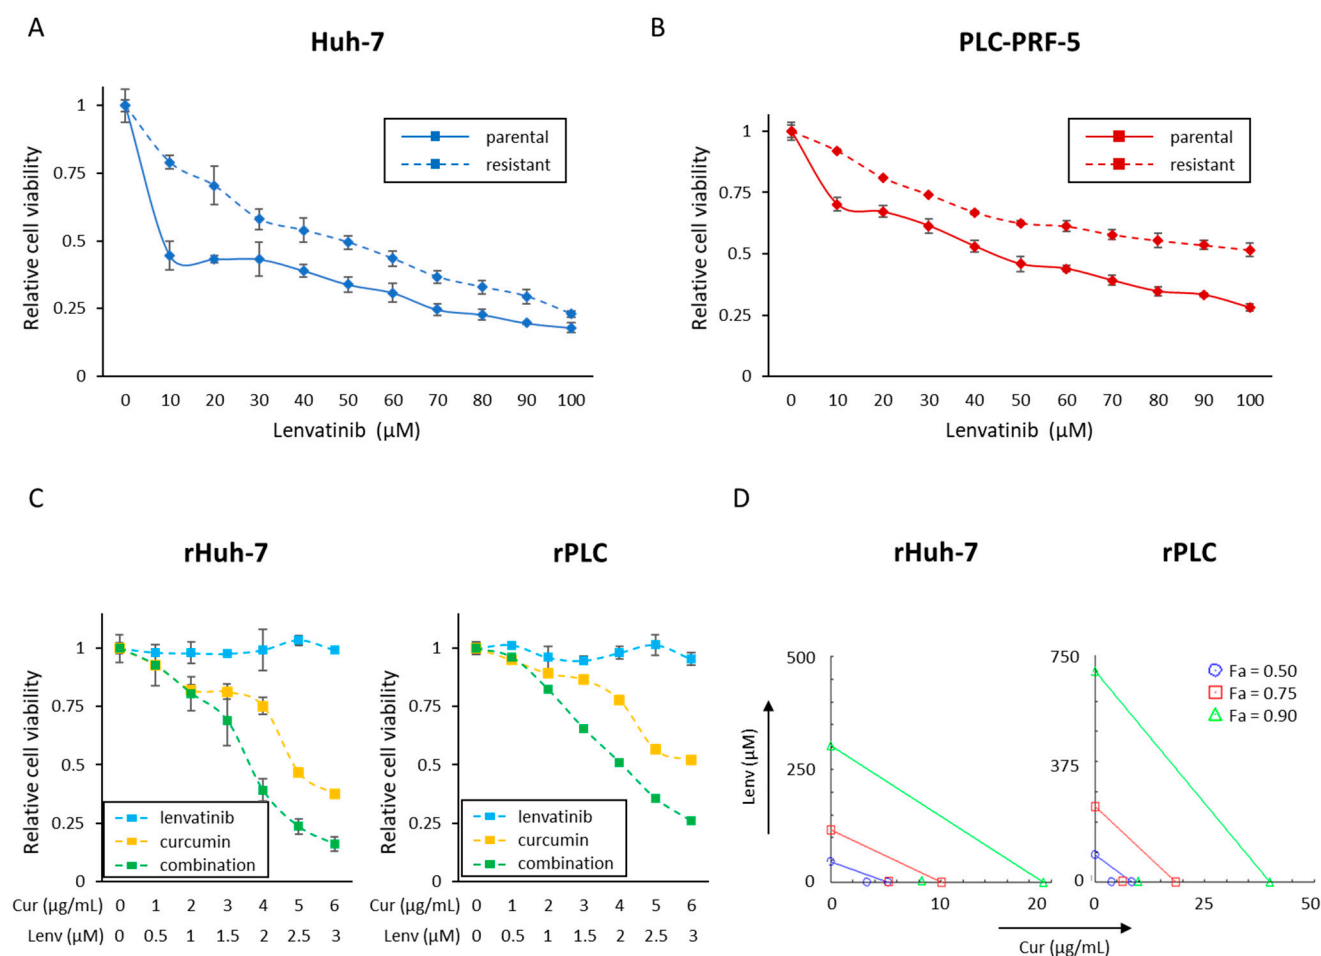 A
Huh-7
Relative cell viability
1
0.75
0.5
0.25
0
parental
resistant
0 10 20 30 40 50 60 70 80 90 100
Lenvatinib (µM)
B
PLC-PRF-5
Relative cell viability
1
0.75
0.5
0.25
0
parental
resistant
0 10 20 30 40 50 60 70 80 90 100
Lenvatinib (µM)
C
rHuh-7
Relative cell viability
1
0.75
0.5
0.25
0
lenvatinib
curcumin
combination
Cur (µg/mL) 0 1 2 3 4 5 6
Lenv (µM) 0 0.5 1 1.5 2 2.5 3
rPLC
Relative cell viability
1
0.75
0.5
0.25
0
lenvatinib
curcumin
combination
0 1 2 3 4 5 6
0 0.5 1 1.5 2 2.5 3
D
rHuh-7
Lenv (µM)
500
250
0
0 10 20
rPLC
750
375
0
0 25 50
Fa = 0.50
Fa = 0.75
Fa = 0.90
Cur (µg/mL)